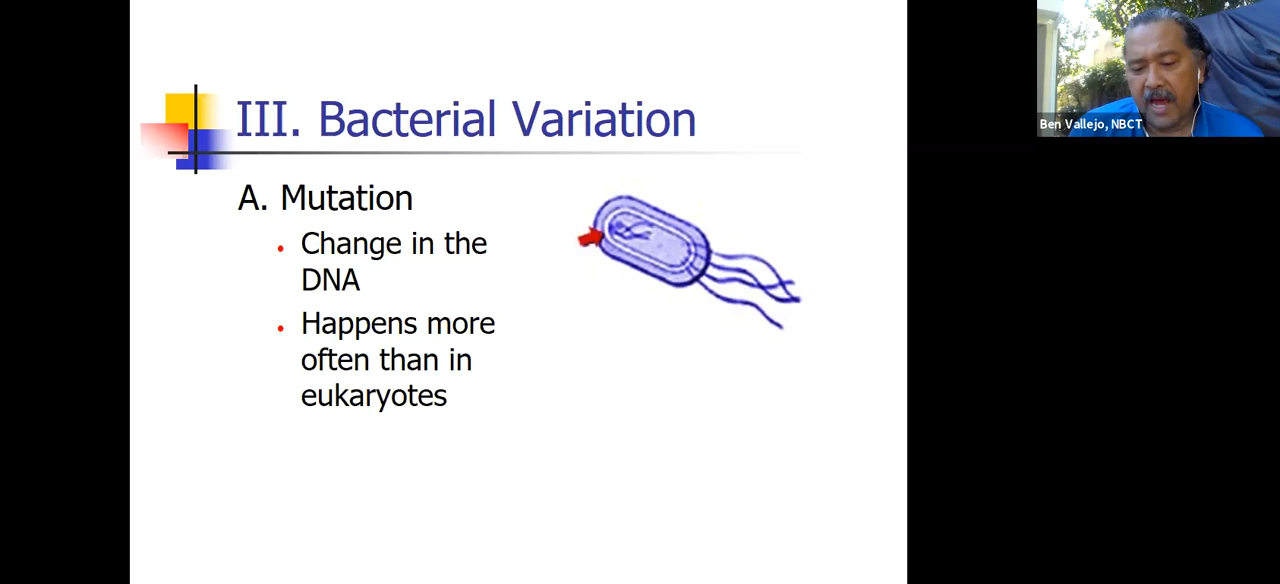 III. Bacterial Variation
A. Mutation
• Change in the
DNA
• Happens more
often than in
eukaryotes
Ben Vallejo, NBCT